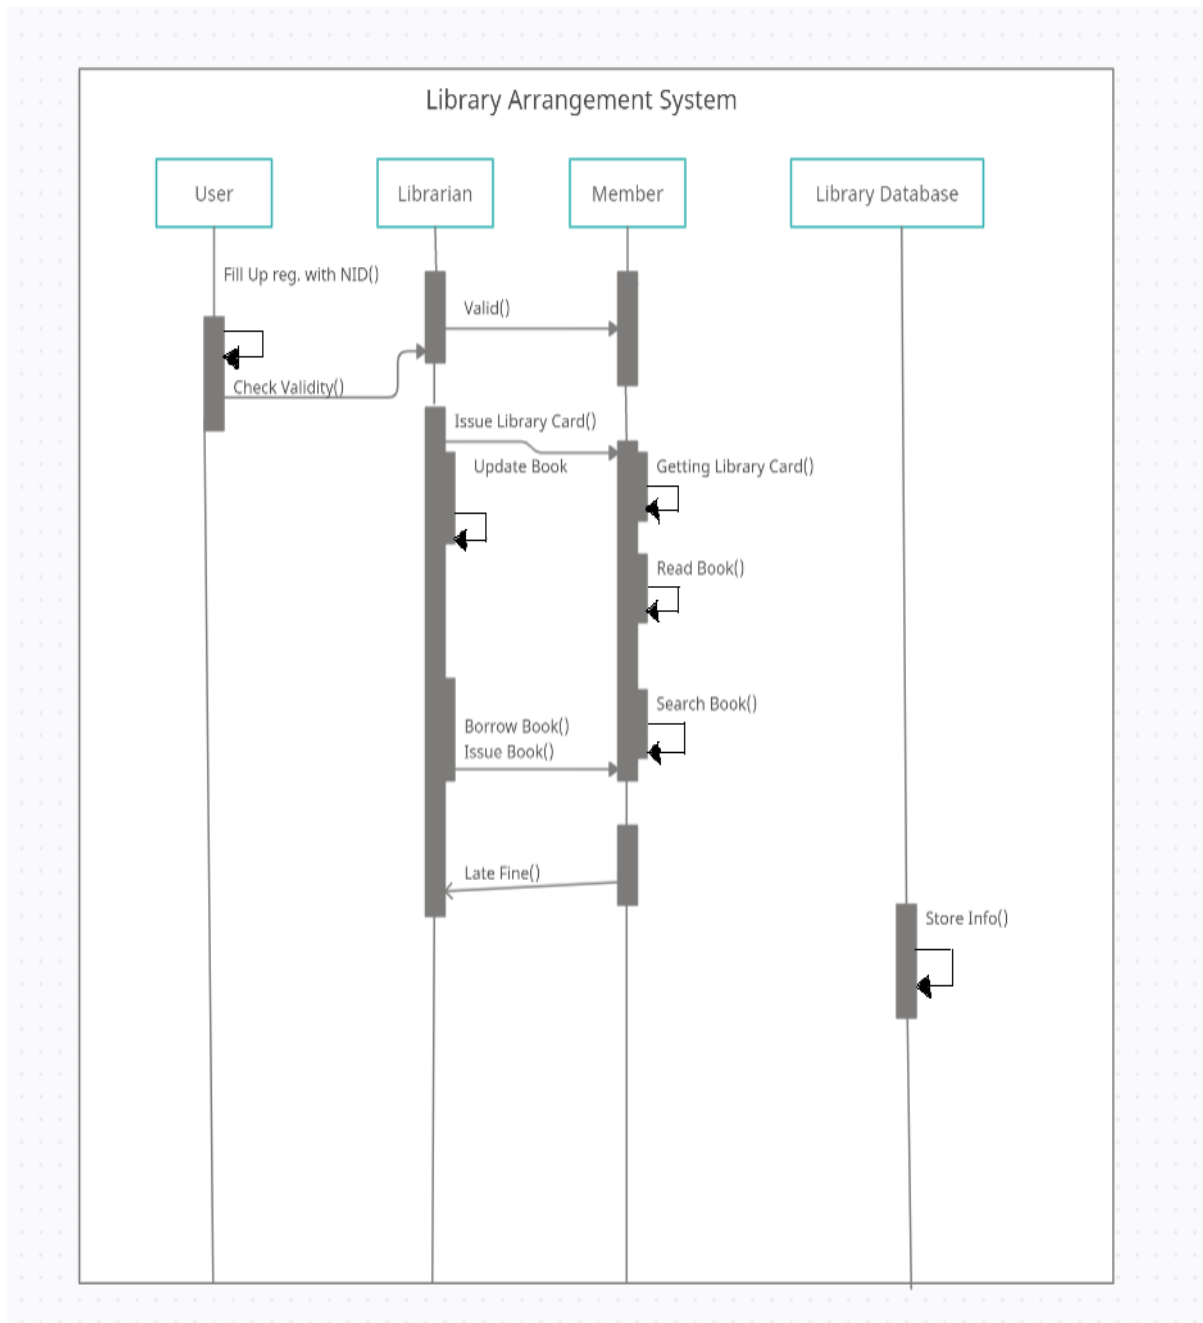 Library Arrangement System
User
Librarian
Member
Library Database
Fill Up reg. with NID()
Valid()
Check Validity()
Issue Library Card()
Update Book
Getting Library Card()
Read Book()
Search Book()
Borrow Book()
Issue Book()
Late Fine()
Store Info()